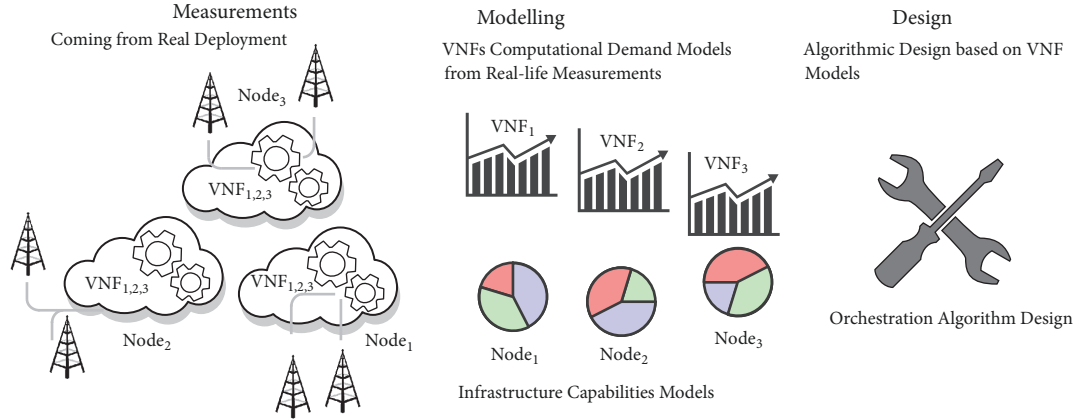 Measurements
Coming from Real Deployment
Node3
VNF1,2,3
VNF1,2,3
Node2
VNF1,2,3
Node1
Modelling
VNFs Computational Demand Models
from Real-life Measurements
VNF1
VNF2
VNF3
Node1
Node2
Node3
Infrastructure Capabilities Models
Design
Algorithmic Design based on VNF
Models
Orchestration Algorithm Design